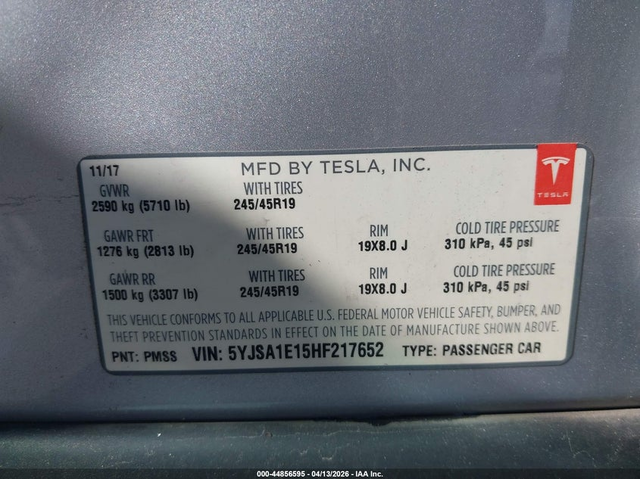 11/17 MFD BY TESLA, INC.
TESLA
GVWR WITH TIRES
2590 kg (5710 lb) 245/45R19
GAWR FRT WITH TIRES RIM COLD TIRE PRESSURE
1276 kg (2813 lb) 245/45R19 19X8.0 J 310 kPa, 45 psi
GAWR RR WITH TIRES RIM COLD TIRE PRESSURE
1500 kg (3307 lb) 245/45R19 19X8.0 J 310 kPa, 45 psi
THIS VEHICLE CONFORMS TO ALL APPLICABLE U.S. FEDERAL MOTOR VEHICLE SAFETY, BUMPER, AND
THEFT PREVENTION STANDARDS IN EFFECT ON THE DATE OF MANUFACTURE SHOWN ABOVE.
PNT: PMSS VIN: 5YJSA1E15HF217652 TYPE: PASSENGER CAR
000-44856595 - 04/13/2026 - IAA Inc.